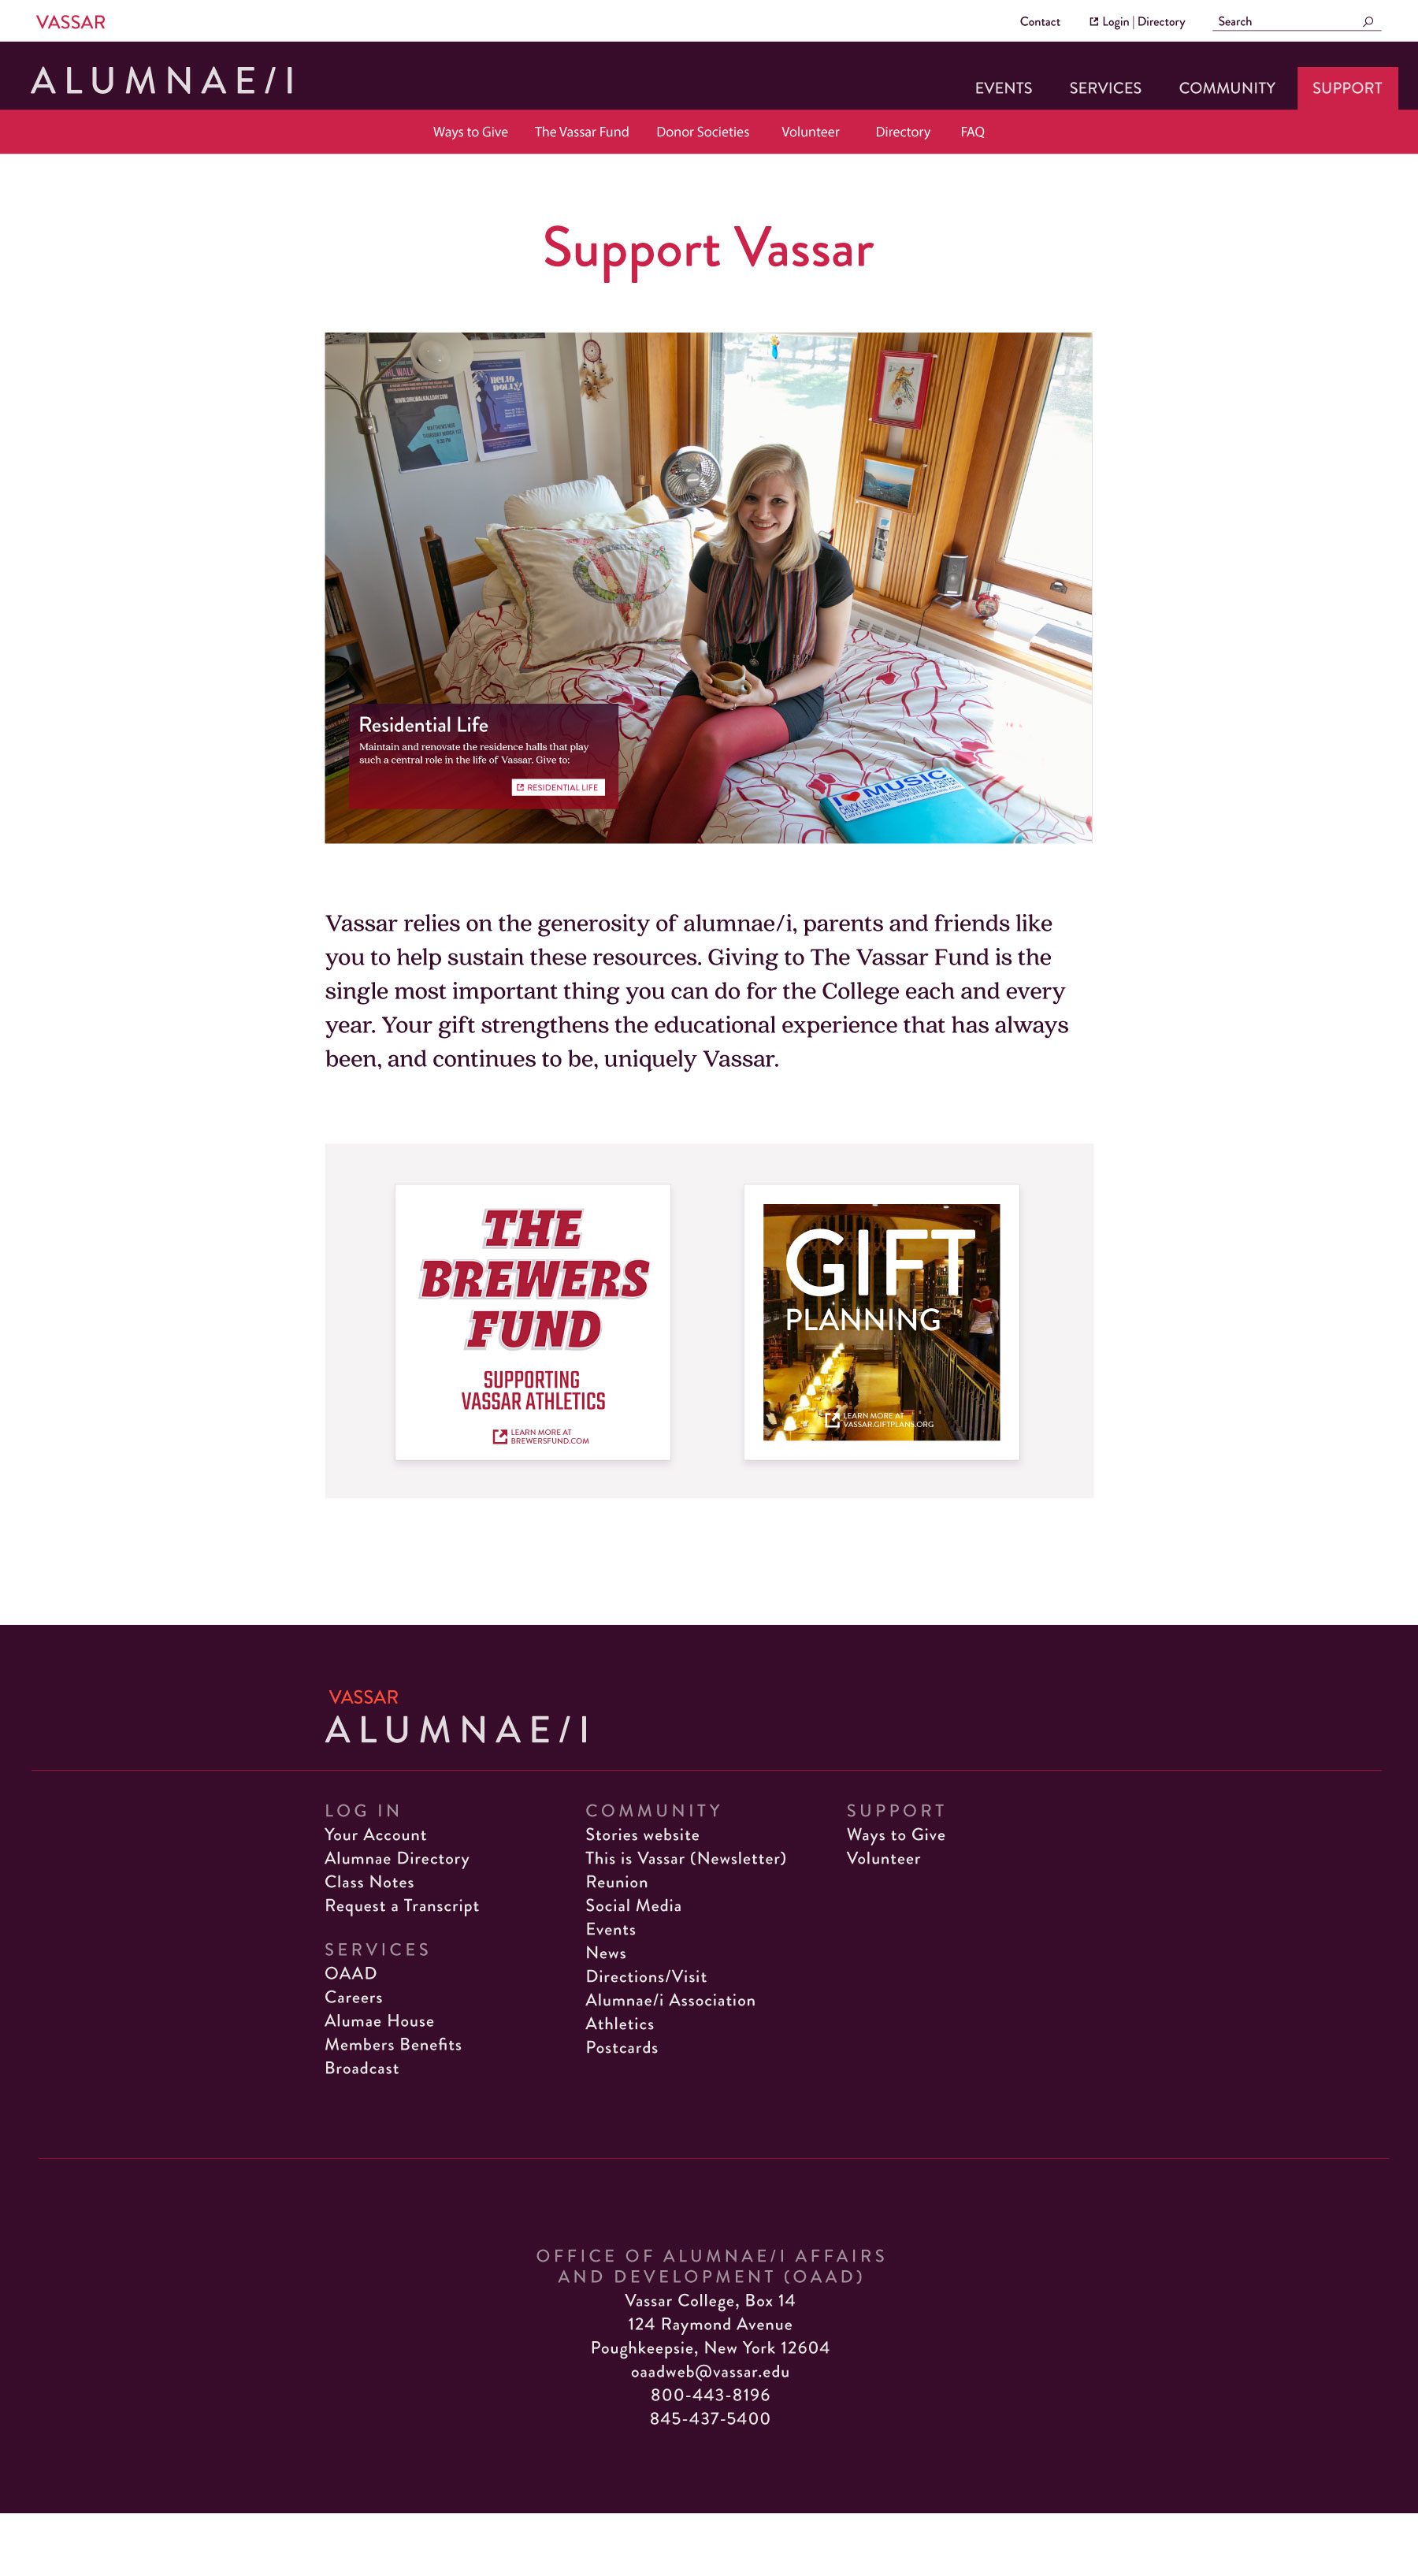 VASSAR
Contact
Login | Directory
Search
ALUMNAE/I
EVENTS
SERVICES
COMMUNITY
SUPPORT
Ways to Give
The Vassar Fund
Donor Societies
Volunteer
Directory
FAQ
Support Vassar
HELLO
DOLLY!
I MUSIC
CHUCK LEVIN'S WASHINGTON MUSIC CENTER
Residential Life
Maintain and renovate the residence halls that play
such a central role in the life of Vassar. Give to:
RESIDENTIAL LIFE
Vassar relies on the generosity of alumnae/i, parents and friends like
you to help sustain these resources. Giving to The Vassar Fund is the
single most important thing you can do for the College each and every
year. Your gift strengthens the educational experience that has always
been, and continues to be, uniquely Vassar.
THE
BREWERS
FUND
SUPPORTING
VASSAR ATHLETICS
LEARN MORE AT
BREWERSFUND.COM
GIFT
PLANNING
LEARN MORE AT
VASSAR.GIFTPLANS.ORG
VASSAR
ALUMNAE/I
LOG IN
Your Account
Alumnae Directory
Class Notes
Request a Transcript
SERVICES
OAAD
Careers
Alumae House
Members Benefits
Broadcast
COMMUNITY
Stories website
This is Vassar (Newsletter)
Reunion
Social Media
Events
News
Directions/Visit
Alumnae/i Association
Athletics
Postcards
SUPPORT
Ways to Give
Volunteer
OFFICE OF ALUMNAE/I AFFAIRS
AND DEVELOPMENT (OAAD)
Vassar College, Box 14
124 Raymond Avenue
Poughkeepsie, New York 12604
oaadweb@vassar.edu
800-443-8196
845-437-5400